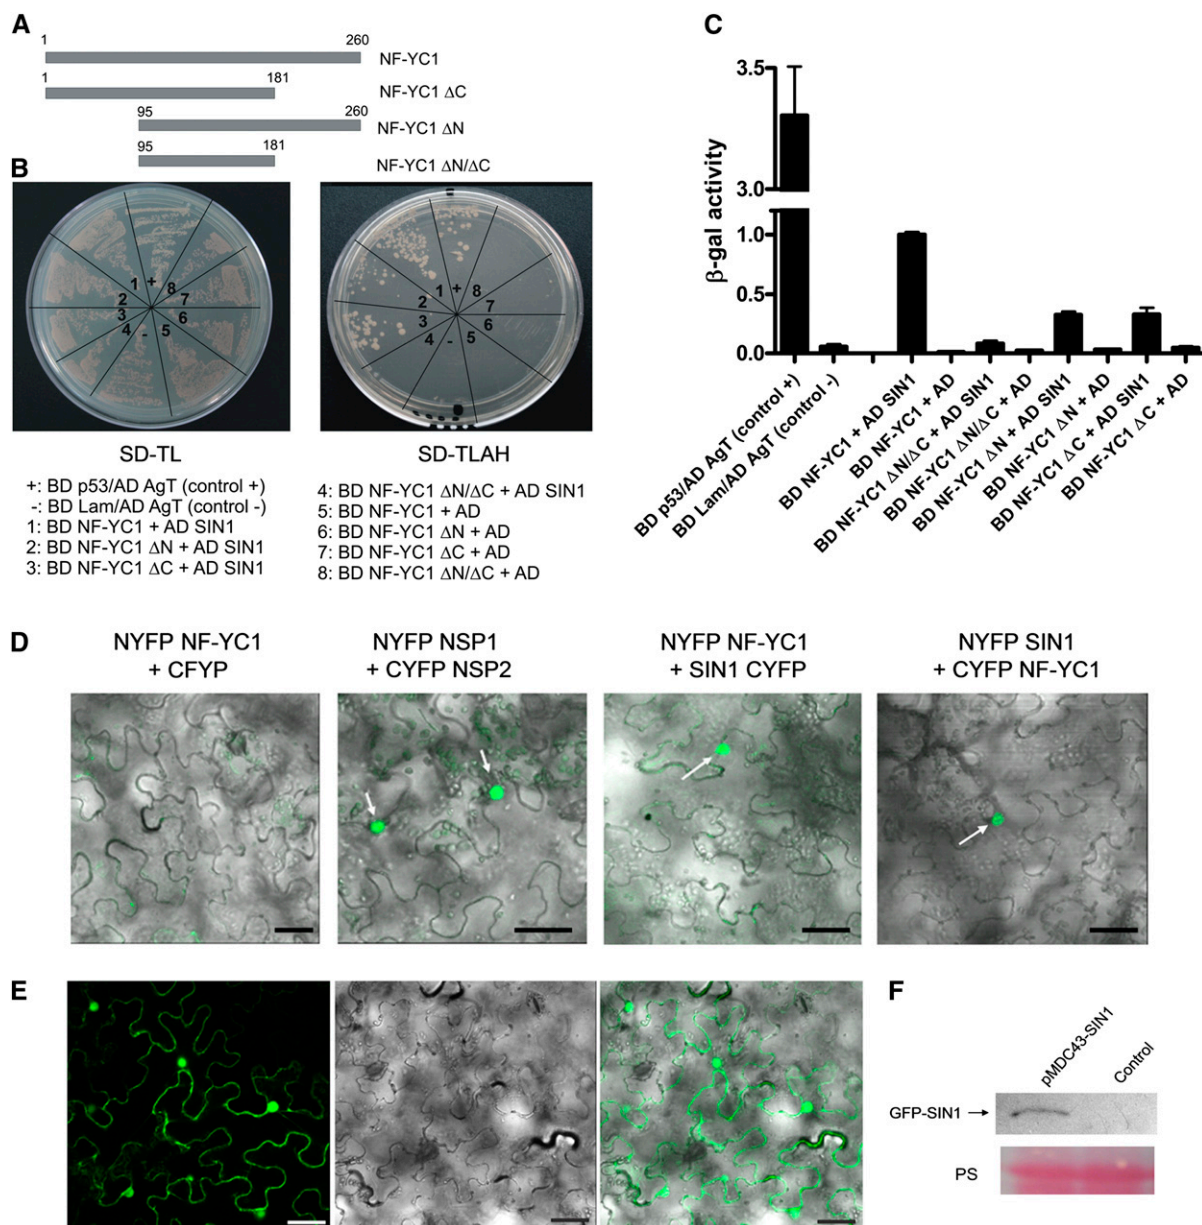 A
1 260
NF-YC1
1 181
NF-YC1 ΔC
95 260
NF-YC1 ΔN
95 181
NF-YC1 ΔN/ΔC
B
1 + 8
2 7
3 6
4 - 5
SD-TL
1 + 8
2 7
3 6
4 - 5
SD-TLAH
+: BD p53/AD AgT (control +)
-: BD Lam/AD AgT (control -)
1: BD NF-YC1 + AD SIN1
2: BD NF-YC1 ΔN + AD SIN1
3: BD NF-YC1 ΔC + AD SIN1
4: BD NF-YC1 ΔN/ΔC + AD SIN1
5: BD NF-YC1 + AD
6: BD NF-YC1 ΔN + AD
7: BD NF-YC1 ΔC + AD
8: BD NF-YC1 ΔN/ΔC + AD
C
β-gal activity
3.5
3.0
1.0
0.5
0.0
BD p53/AD AgT (control +)
BD Lam/AD AgT (control -)
BD NF-YC1 + AD SIN1
BD NF-YC1 + AD
BD NF-YC1 ΔN/ΔC + AD SIN1
BD NF-YC1 ΔN/ΔC + AD
BD NF-YC1 ΔN + AD SIN1
BD NF-YC1 ΔN + AD
BD NF-YC1 ΔC + AD SIN1
BD NF-YC1 ΔC + AD
D
NYFP NF-YC1
+ CFYP
NYFP NSP1
+ CYFP NSP2
NYFP NF-YC1
+ SIN1 CYFP
NYFP SIN1
+ CYFP NF-YC1
E
F
pMDC43-SIN1
Control
GFP-SIN1
PS